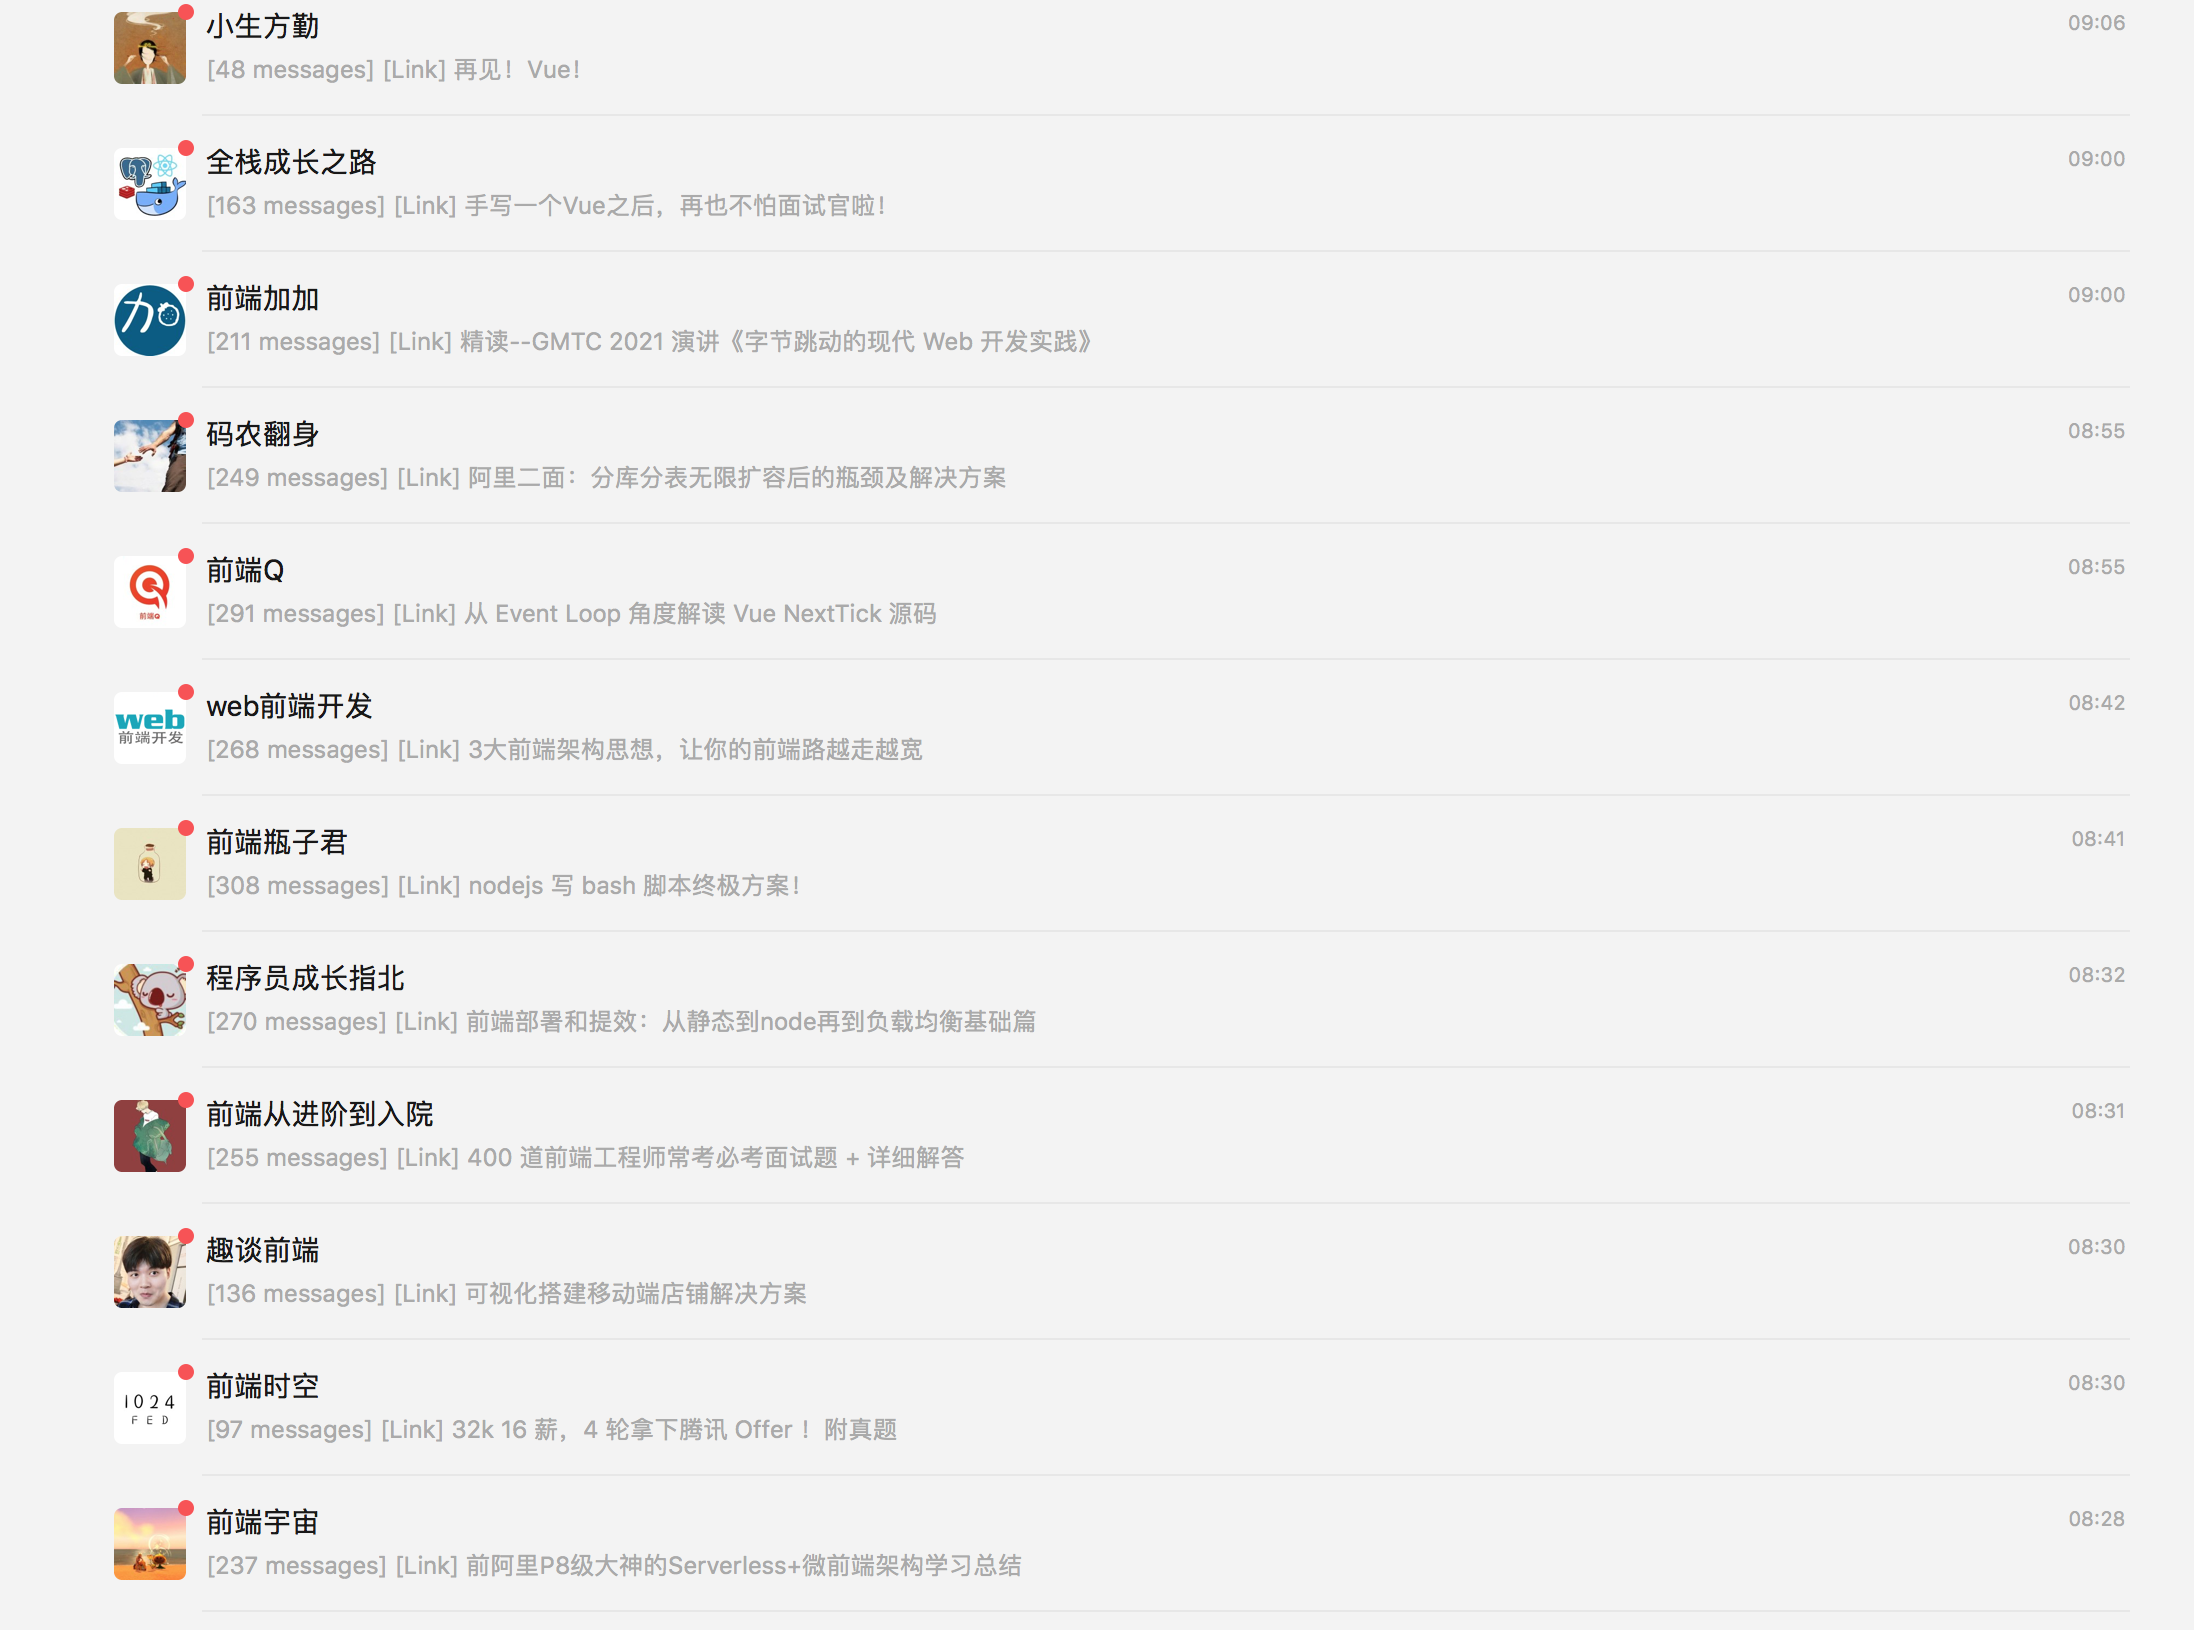 小生方勤
09:06
[48 messages] [Link] 再见！Vue！
全栈成长之路
09:00
[163 messages] [Link] 手写一个Vue之后，再也不怕面试官啦！
加
前端加加
09:00
[211 messages] [Link] 精读--GMTC 2021 演讲《字节跳动的现代 Web 开发实践》
码农翻身
08:55
[249 messages] [Link] 阿里二面：分库分表无限扩容后的瓶颈及解决方案
前端Q
前端Q
08:55
[291 messages] [Link] 从 Event Loop 角度解读 Vue NextTick 源码
web
前端开发
web前端开发
08:42
[268 messages] [Link] 3大前端架构思想，让你的前端路越走越宽
前端瓶子君
08:41
[308 messages] [Link] nodejs 写 bash 脚本终极方案！
程序员成长指北
08:32
[270 messages] [Link] 前端部署和提效：从静态到node再到负载均衡基础篇
前端从进阶到入院
08:31
[255 messages] [Link] 400 道前端工程师常考必考面试题 + 详细解答
趣谈前端
08:30
[136 messages] [Link] 可视化搭建移动端店铺解决方案
1024
FED
前端时空
08:30
[97 messages] [Link] 32k 16 薪，4 轮拿下腾讯 Offer ！附真题
前端宇宙
08:28
[237 messages] [Link] 前阿里P8级大神的Serverless+微前端架构学习总结